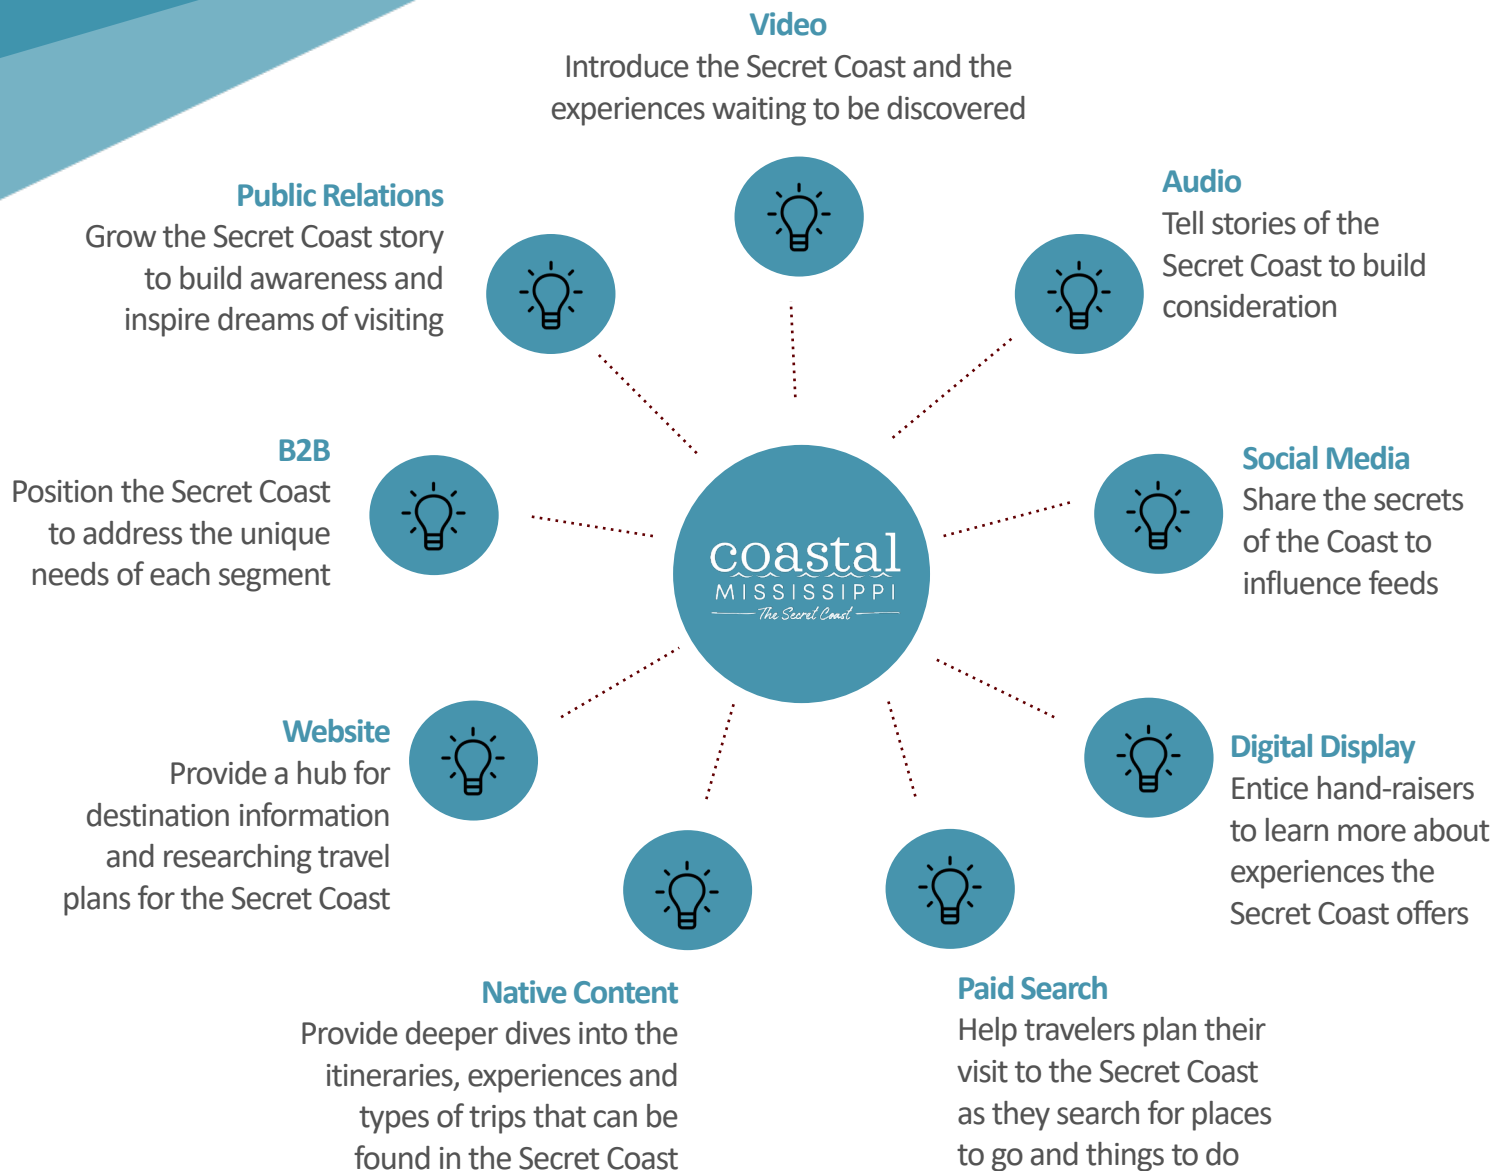 Video
Introduce the Secret Coast and the
experiences waiting to be discovered
Public Relations
Grow the Secret Coast story
to build awareness and
inspire dreams of visiting
Audio
Tell stories of the
Secret Coast to build
consideration
B2B
Position the Secret Coast
to address the unique
needs of each segment
coastal
MISSISSIPPI
The Secret Coast
Social Media
Share the secrets
of the Coast to
influence feeds
Website
Provide a hub for
destination information
and researching travel
plans for the Secret Coast
Digital Display
Entice hand-raisers
to learn more about
experiences the
Secret Coast offers
Native Content
Provide deeper dives into the
itineraries, experiences and
types of trips that can be
found in the Secret Coast
Paid Search
Help travelers plan their
visit to the Secret Coast
as they search for places
to go and things to do